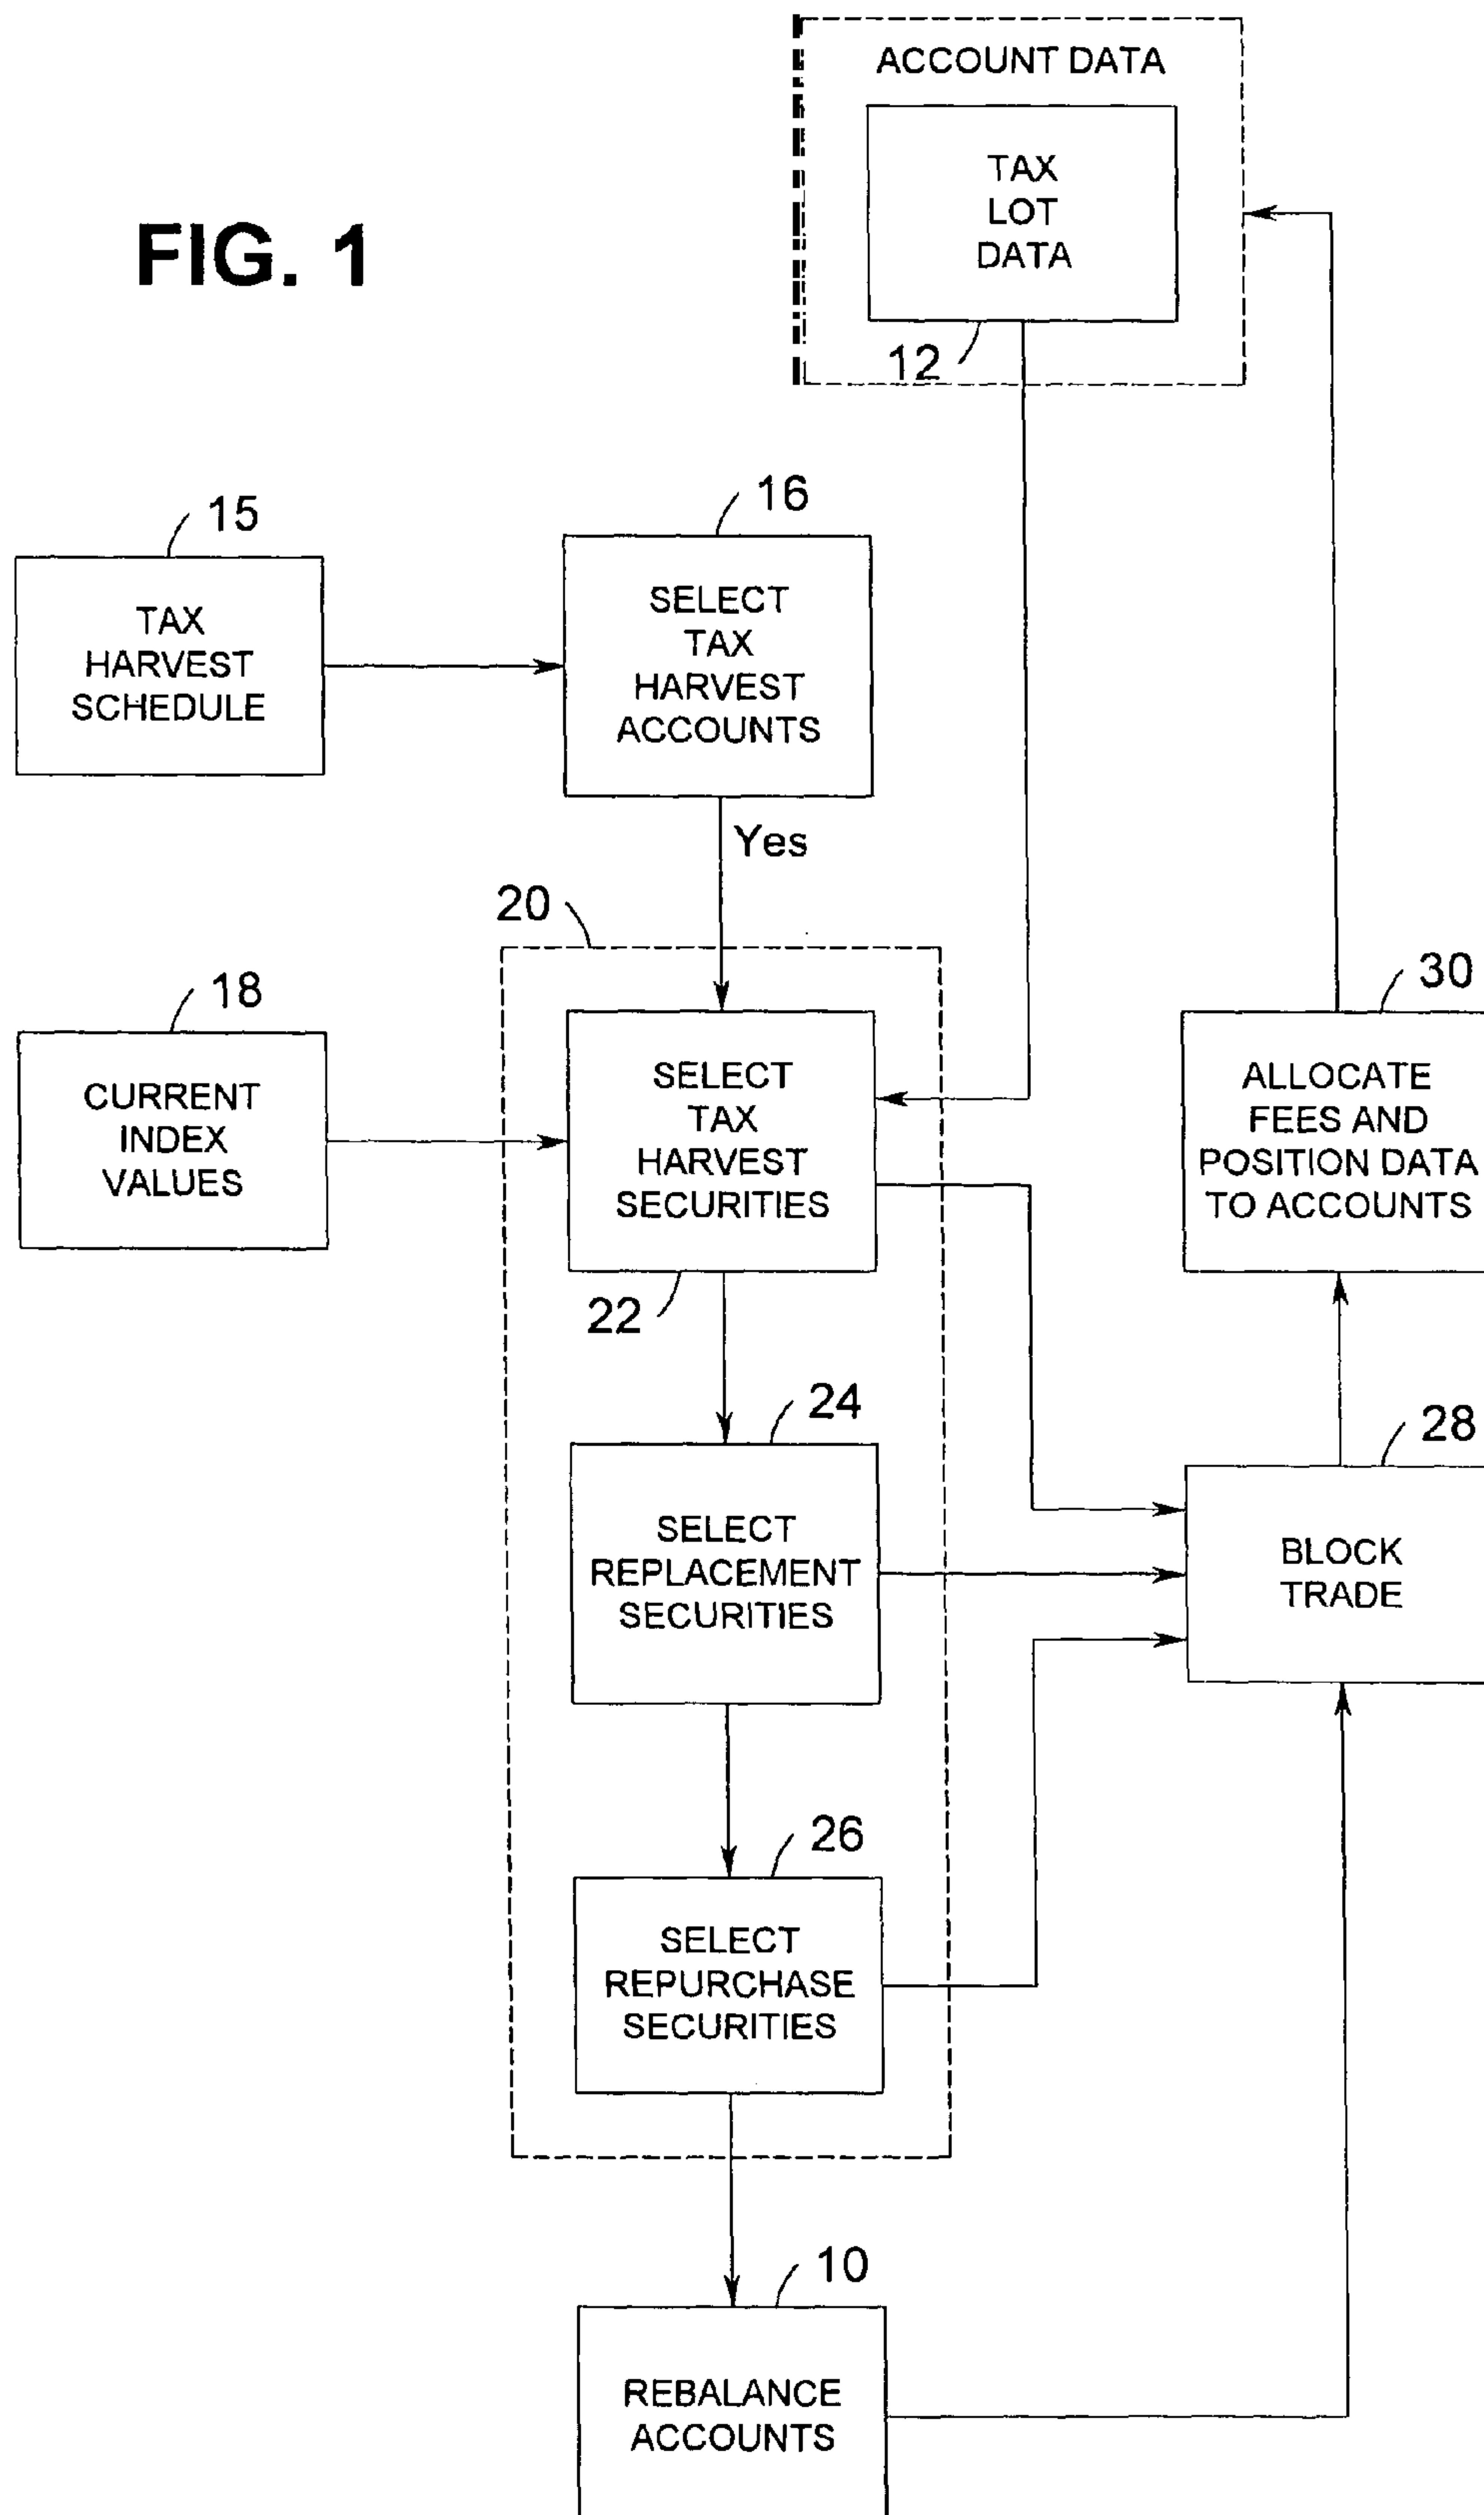 ACCOUNT DATA
TAX
LOT
DATA
12
FIG. 1
15
TAX
HARVEST
SCHEDULE
16
SELECT
TAX
HARVEST
ACCOUNTS
Yes
20
18
CURRENT
INDEX
VALUES
SELECT
TAX
HARVEST
SECURITIES
22
30
ALLOCATE
FEES AND
POSITION DATA
TO ACCOUNTS
24
SELECT
REPLACEMENT
SECURITIES
28
BLOCK
TRADE
26
SELECT
REPURCHASE
SECURITIES
10
REBALANCE
ACCOUNTS